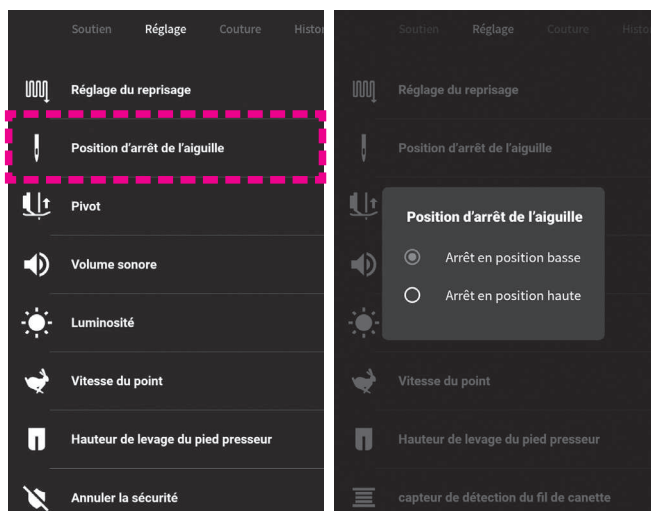 Soutien Réglage Couture Histor
Réglage du reprisage
Position d'arrêt de l'aiguille
Pivot
Volume sonore
Luminosité
Vitesse du point
Hauteur de levage du pied presseur
Annuler la sécurité
Soutien Réglage Couture Histo
Réglage du reprisage
Position d'arrêt de l'aiguille
Position d'arrêt de l'aiguille
Arrêt en position basse
Arrêt en position haute
Vitesse du point
Hauteur de levage du pied presseur
capteur de détection du fil de canette